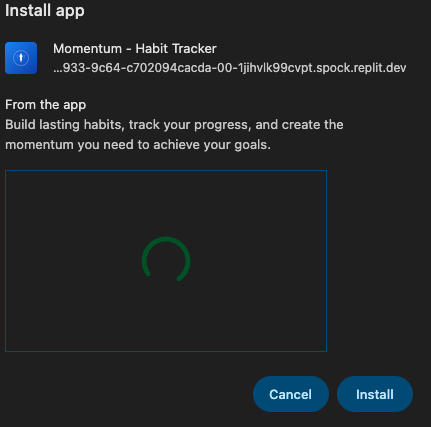 Install app
Momentum - Habit Tracker
...933-9c64-c702094cacda-00-1jihvlk99cvpt.spock.replit.dev
From the app
Build lasting habits, track your progress, and create the
momentum you need to achieve your goals.
Cancel
Install